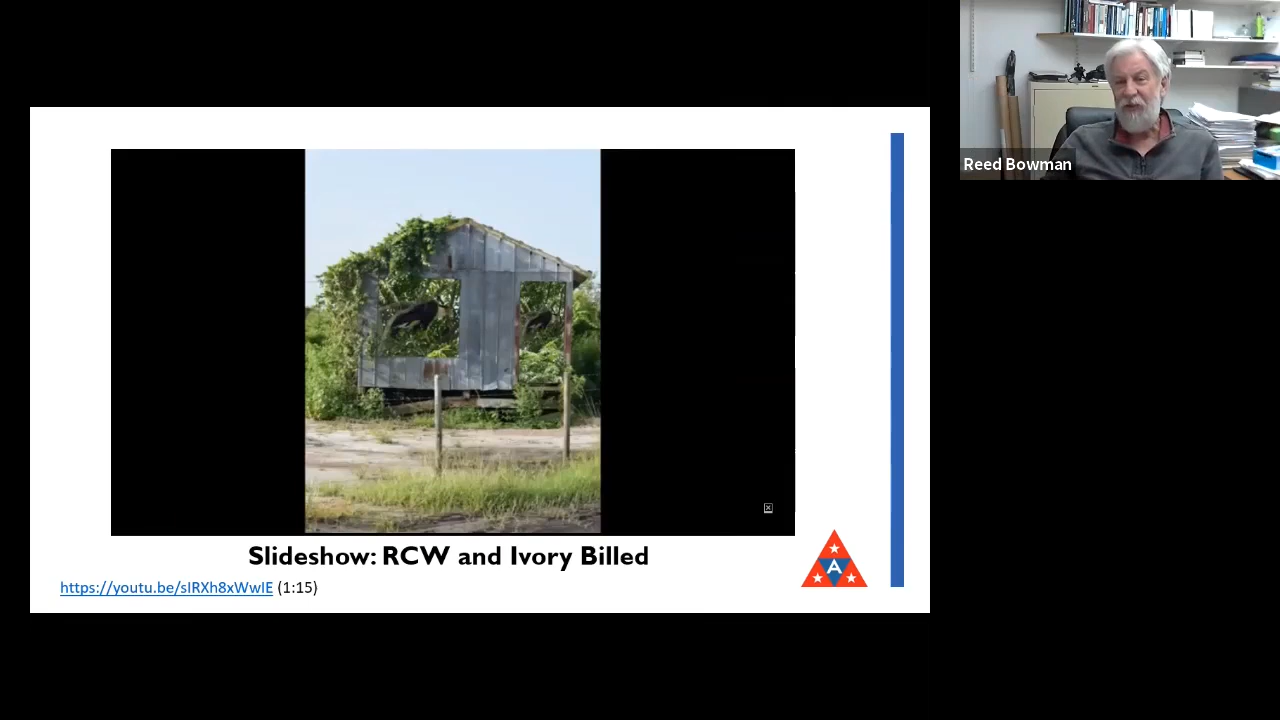 Reed Bowman
Slideshow: RCW and Ivory Billed
https://youtu.be/sIRXh8xWwIE (1:15)
A